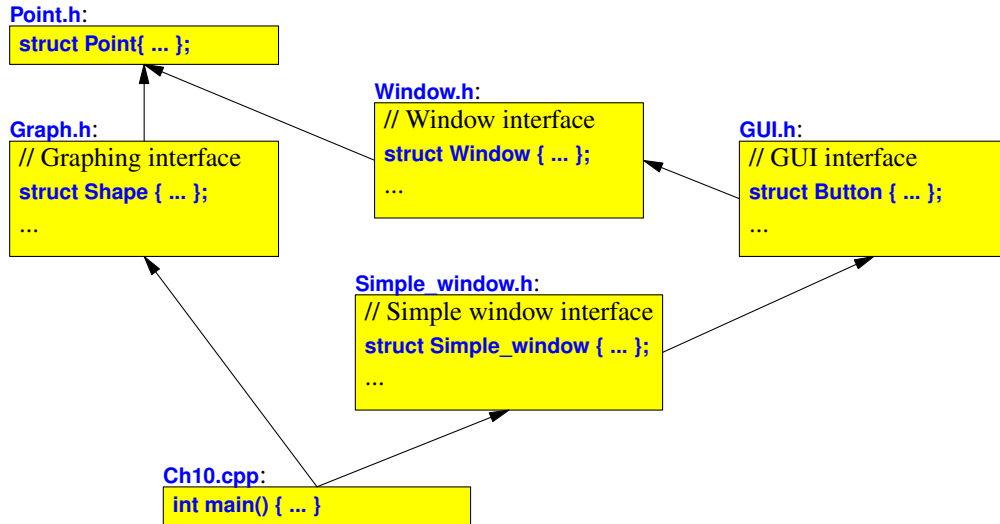 Point.h:
struct Point{ ... };
Window.h:
// Window interface
struct Window { ... };
...
Graph.h:
// Graphing interface
struct Shape { ... };
...
GUI.h:
// GUI interface
struct Button { ... };
...
Simple_window.h:
// Simple window interface
struct Simple_window { ... };
...
Ch10.cpp:
int main() { ... }